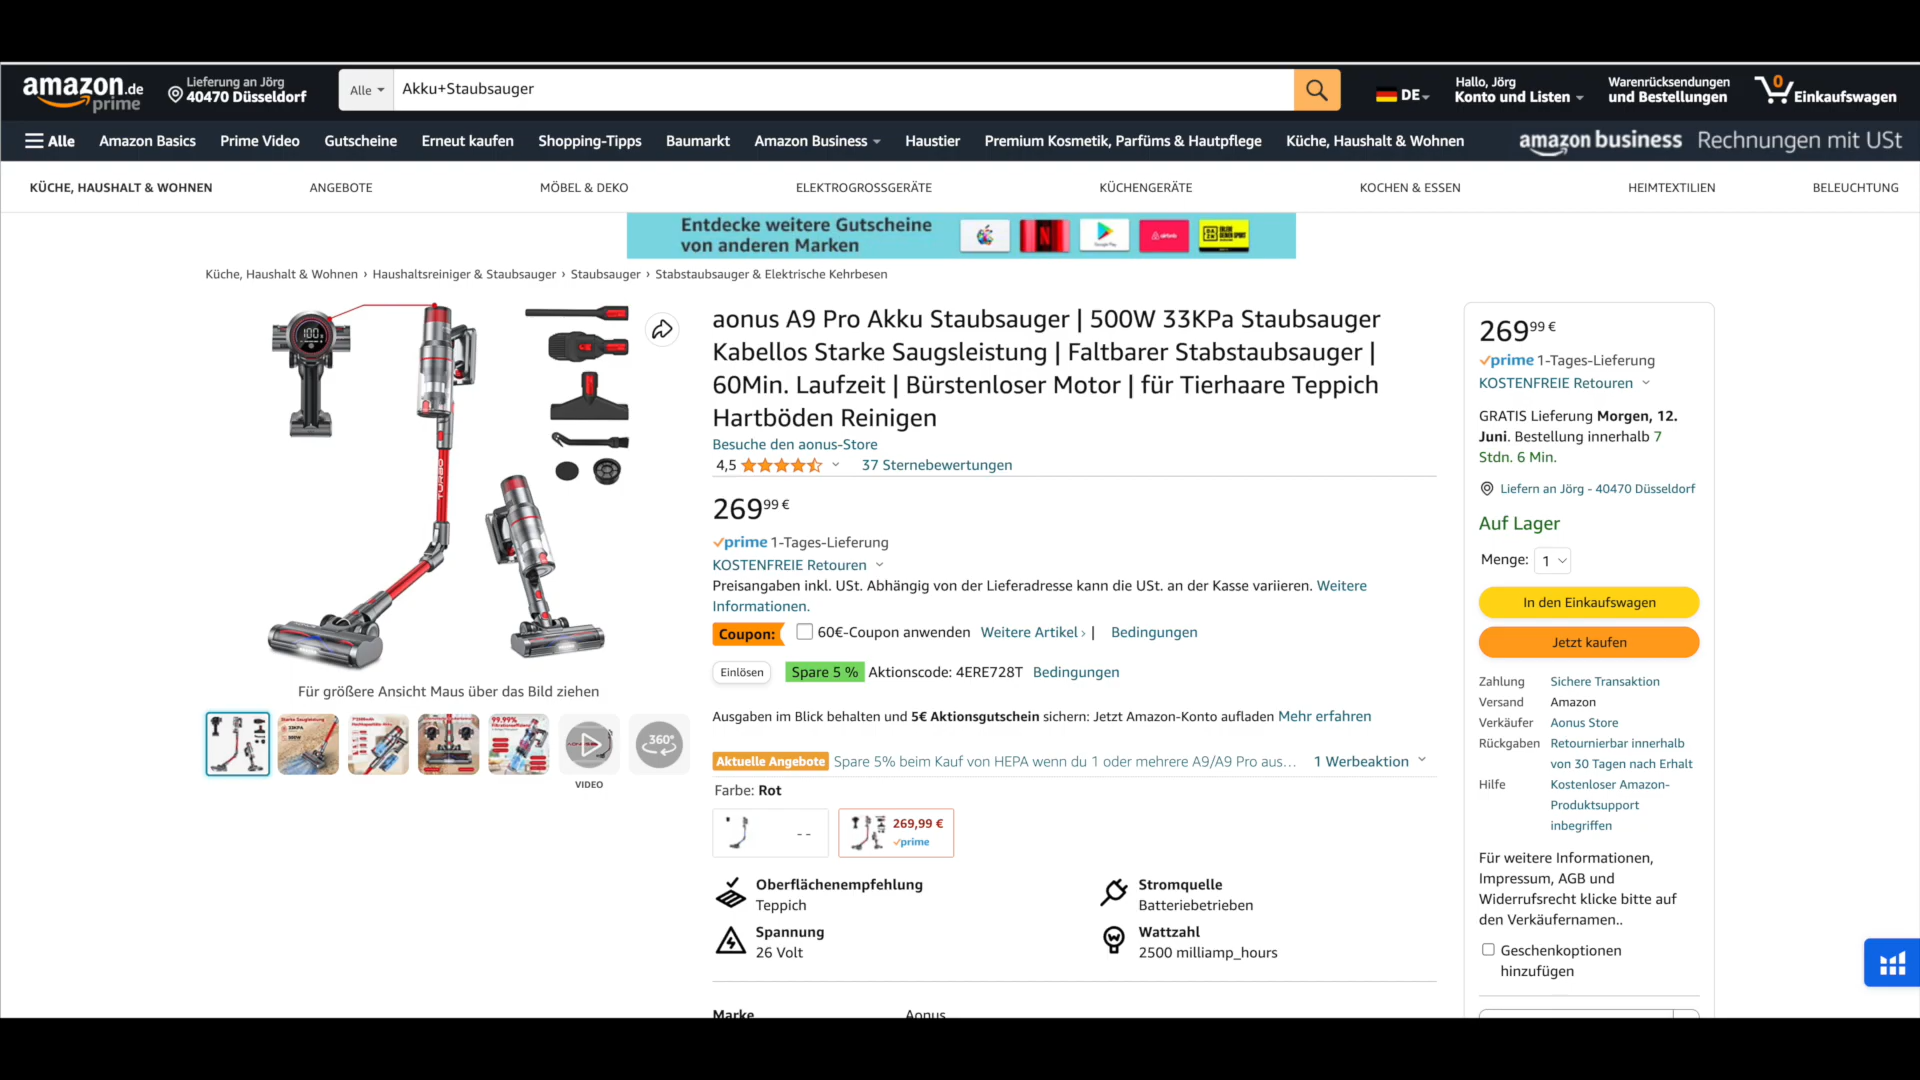 amazon.de
prime
Lieferung an Jörg
40470 Düsseldorf
Alle
Akku+Staubsauger
DE
Hallo, Jörg
Konto und Listen
Warenrücksendungen
und Bestellungen
0
Einkaufswagen
Alle
Amazon Basics
Prime Video
Gutscheine
Erneut kaufen
Shopping-Tipps
Baumarkt
Amazon Business
Haustier
Premium Kosmetik, Parfüms & Hautpflege
Küche, Haushalt & Wohnen
amazon business Rechnungen mit USt
KÜCHE, HAUSHALT & WOHNEN
ANGEBOTE
MÖBEL & DEKO
ELEKTROGROSSGERÄTE
KÜCHENGERÄTE
KOCHEN & ESSEN
HEIMTEXTILIEN
BELEUCHTUNG
Entdecke weitere Gutscheine
von anderen Marken
Google Play
airbnb
Küche, Haushalt & Wohnen › Haushaltsreiniger & Staubsauger › Staubsauger › Stabstaubsauger & Elektrische Kehrbesen
100
TURBO
Für größere Ansicht Maus über das Bild ziehen
99.99%
360°
VIDEO
aonus A9 Pro Akku Staubsauger | 500W 33KPa Staubsauger
Kabellos Starke Saugsleistung | Faltbarer Stabstaubsauger |
60Min. Laufzeit | Bürstenloser Motor | für Tierhaare Teppich
Hartböden Reinigen
Besuche den aonus-Store
4,5
37 Sternebewertungen
269 99 €
prime 1-Tages-Lieferung
KOSTENFREIE Retouren
Preisangaben inkl. USt. Abhängig von der Lieferadresse kann die USt. an der Kasse variieren. Weitere
Informationen.
Coupon: 60€-Coupon anwenden Weitere Artikel › | Bedingungen
Einlösen Spare 5 % Aktionscode: 4ERE728T Bedingungen
Ausgaben im Blick behalten und 5€ Aktionsgutschein sichern: Jetzt Amazon-Konto aufladen Mehr erfahren
Aktuelle Angebote Spare 5% beim Kauf von HEPA wenn du 1 oder mehrere A9/A9 Pro aus… 1 Werbeaktion
Farbe: Rot
- -
269,99 €
prime
Oberflächenempfehlung
Teppich
Stromquelle
Batteriebetrieben
Spannung
26 Volt
Wattzahl
2500 milliamp_hours
Marke Aonus
269 99 €
prime 1-Tages-Lieferung
KOSTENFREIE Retouren
GRATIS Lieferung Morgen, 12.
Juni. Bestellung innerhalb 7
Stdn. 6 Min.
Liefern an Jörg - 40470 Düsseldorf
Auf Lager
Menge: 1
In den Einkaufswagen
Jetzt kaufen
Zahlung Sichere Transaktion
Versand Amazon
Verkäufer Aonus Store
Rückgaben Retournierbar innerhalb
von 30 Tagen nach Erhalt
Hilfe Kostenloser Amazon-
Produktsupport
inbegriffen
Für weitere Informationen,
Impressum, AGB und
Widerrufsrecht klicke bitte auf
den Verkäufernamen..
Geschenkoptionen
hinzufügen